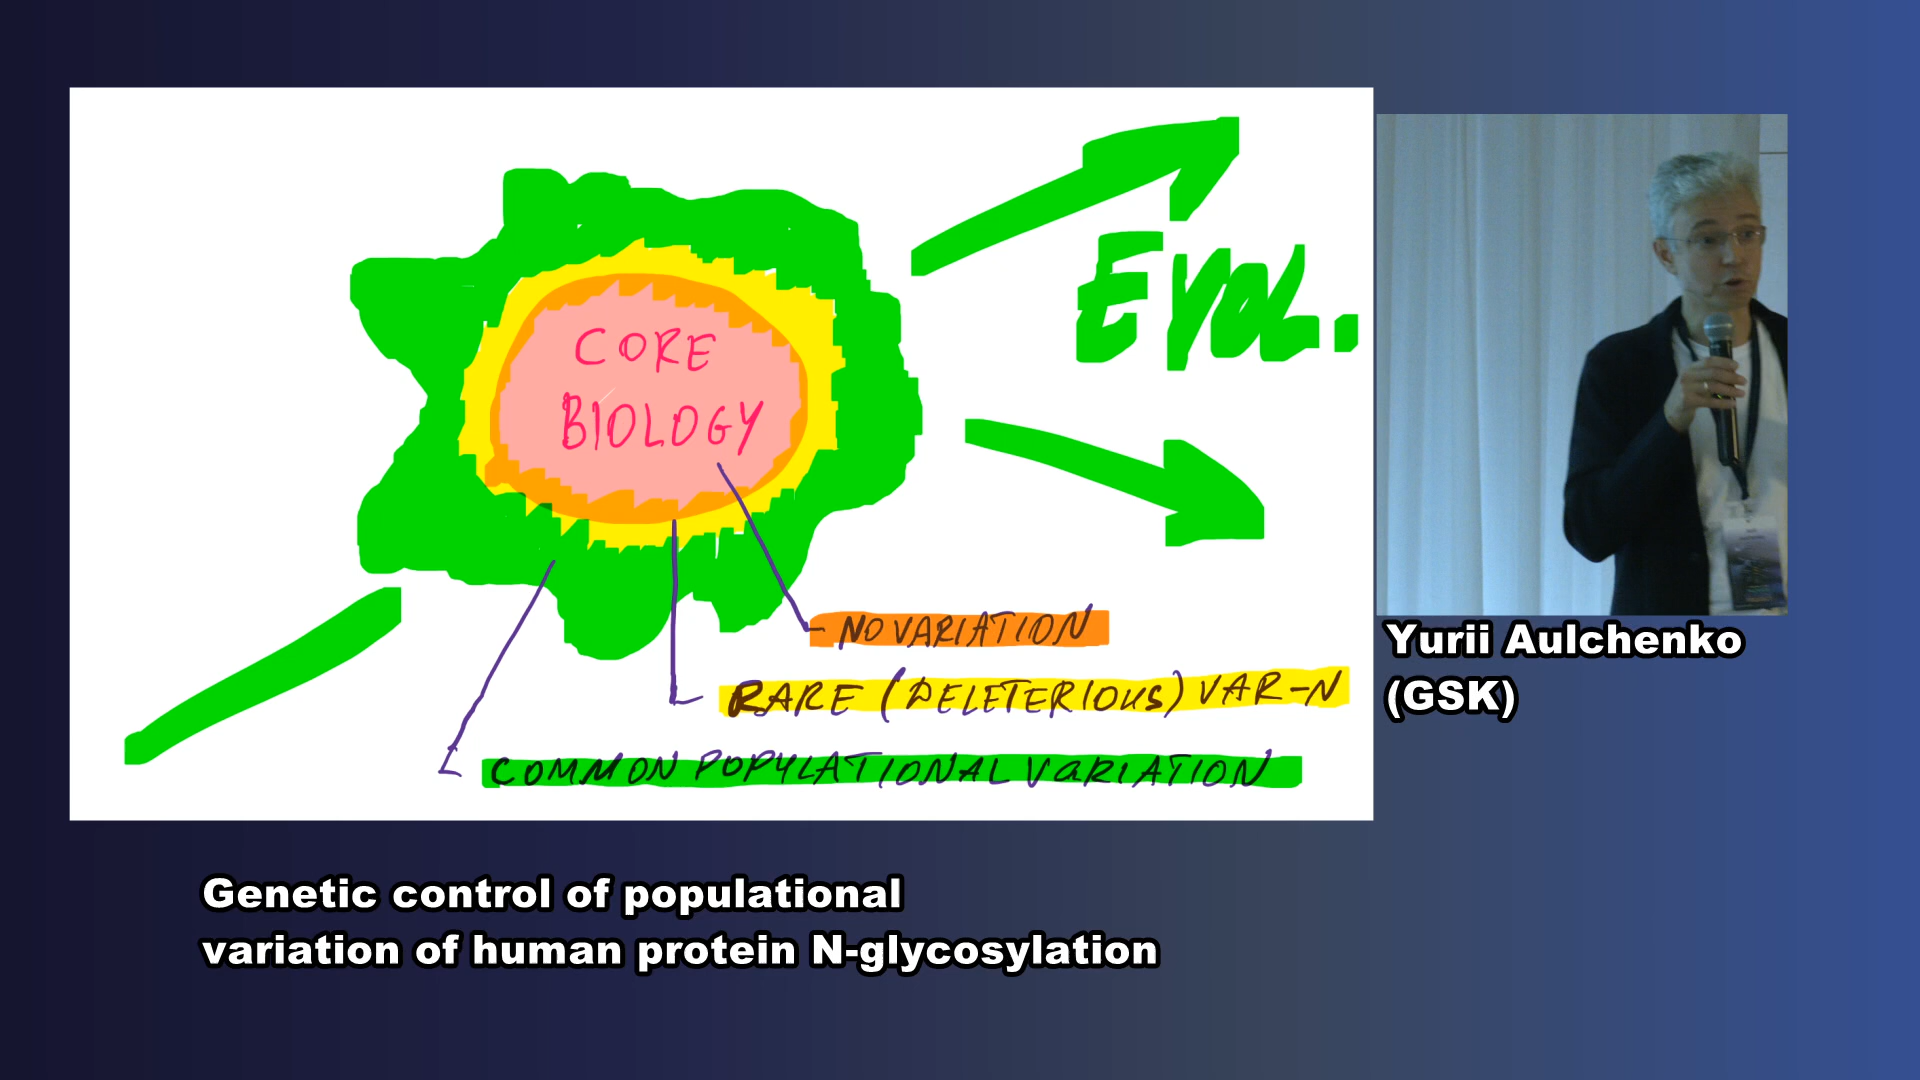 CORE
BIOLOGY
EVOL.
- NO VARIATION
RARE (DELETERIOUS) VAR-N
COMMON POPULATIONAL VARIATION
Yurii Aulchenko
(GSK)
Genetic control of populational
variation of human protein N-glycosylation